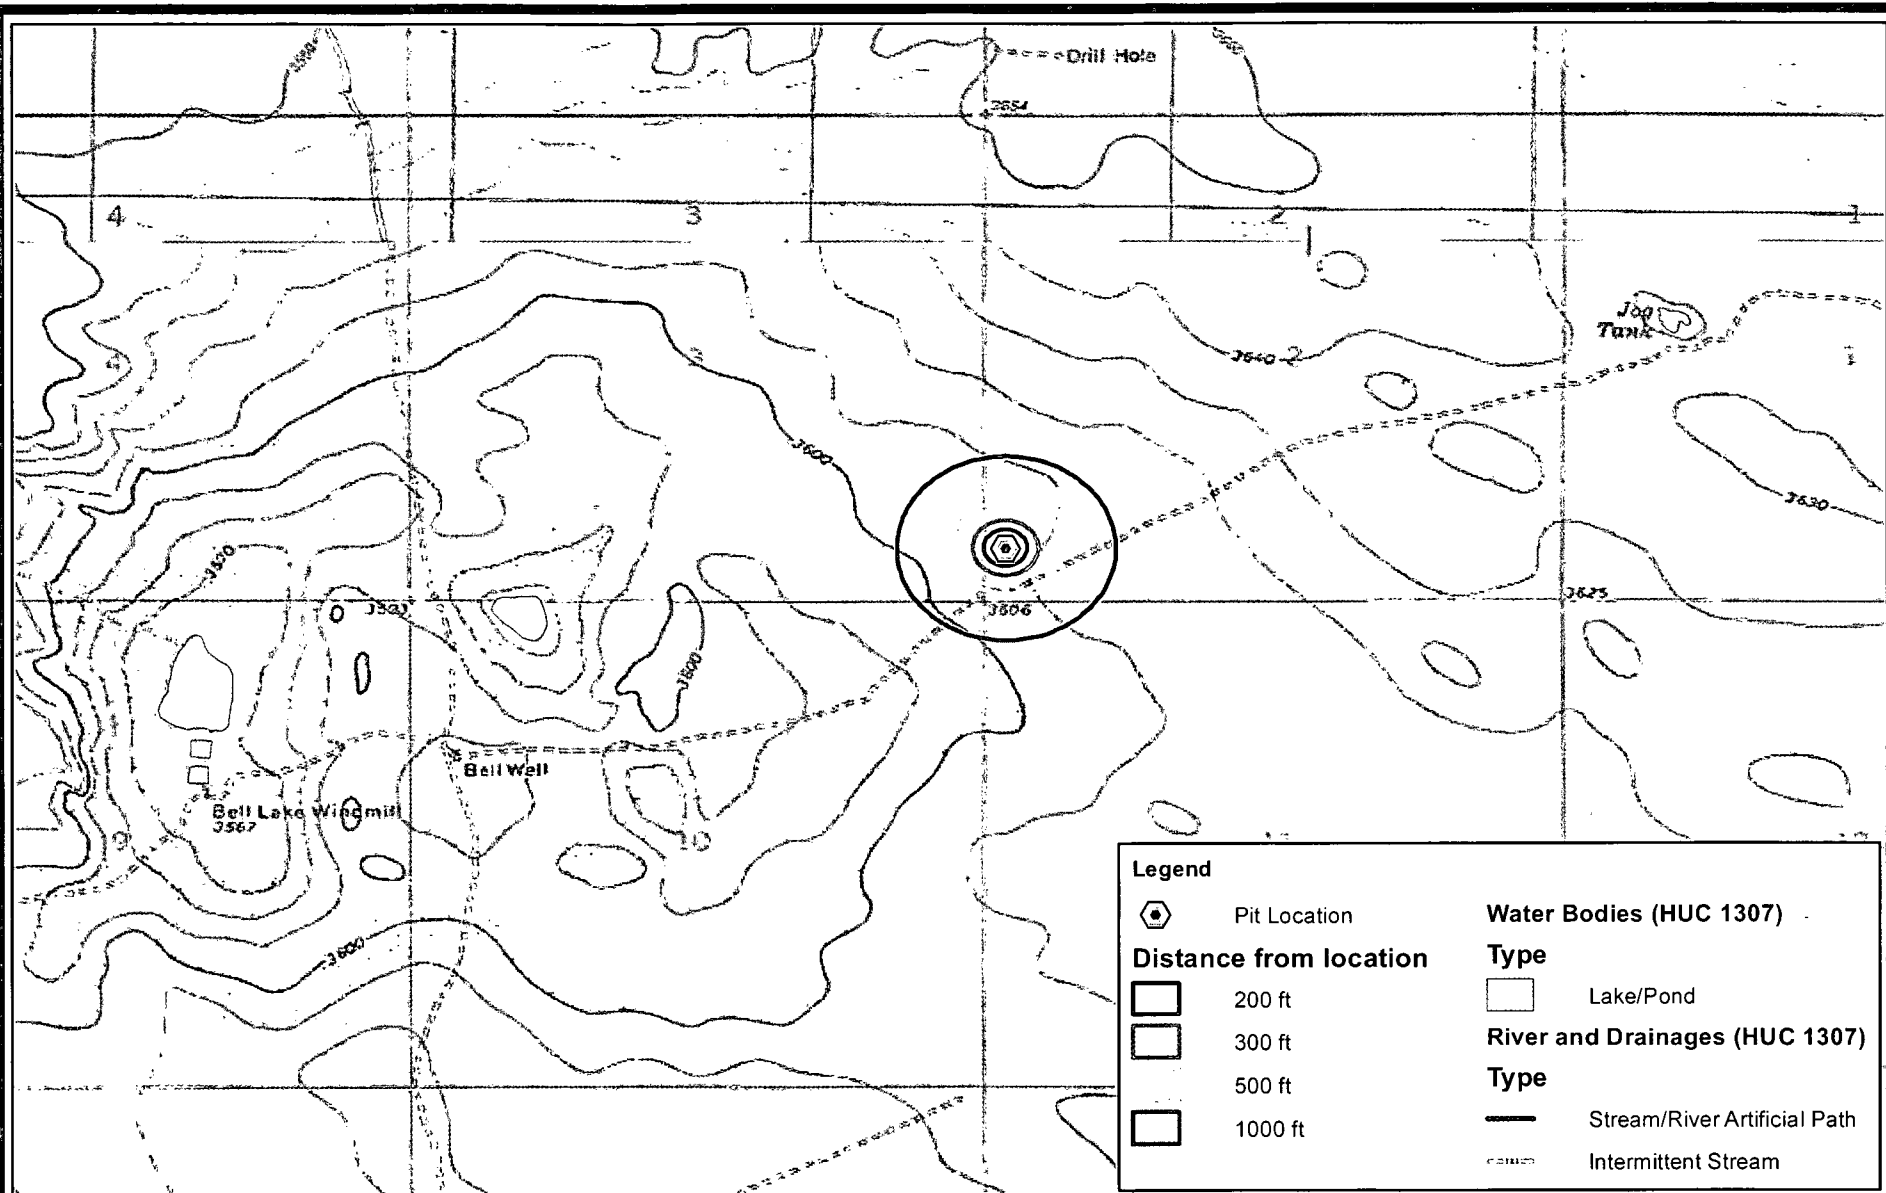 Drill Hole
3654
4
3
2
1
Tank
3640
2
1
3600
3630
3570
3606
3625
3600
Bell Well
Bell Lake Windmill
3567
9
10
3600
Legend
Pit Location
Distance from location
200 ft
300 ft
500 ft
1000 ft
Water Bodies (HUC 1307)
Type
Lake/Pond
River and Drainages (HUC 1307)
Type
Stream/River Artificial Path
Intermittent Stream